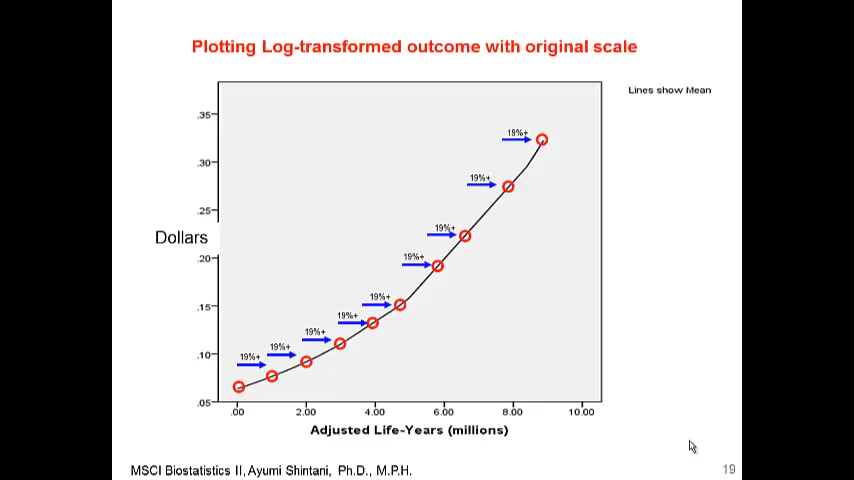 Plotting Log-transformed outcome with original scale
Lines show Mean
.35
.30
.25
.20
.15
.10
.05
Dollars
19%+
19%+
19%+
19%+
19%+
19%+
19%+
19%+
19%+
.00 2.00 4.00 6.00 8.00 10.00
Adjusted Life-Years (millions)
MSCI Biostatistics II, Ayumi Shintani, Ph.D., M.P.H.
19